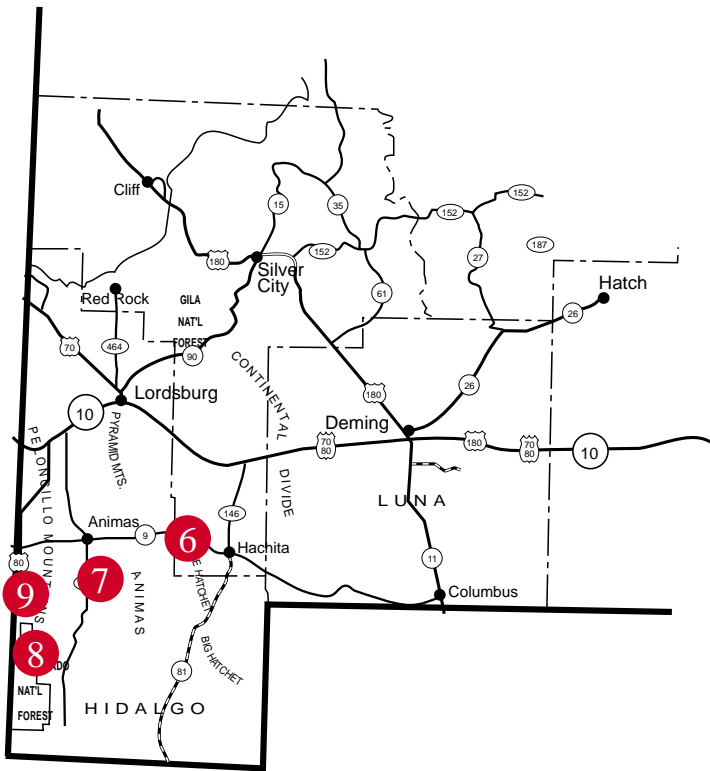 Cliff
15
35
152
152
187
180
Silver
City
152
27
Red Rock
GILA
NAT'L
FOREST
61
Hatch
26
70
464
90
CONTINENTAL DIVIDE
180
26
Lordsburg
10
PYRAMID MTS.
Deming
70
80
180
70
80
10
LUNA
Animas
9
6
146
Hachita
HATCHET
80
9
7
ANIMAS
11
Columbus
8
BIG HATCHET
81
NAT'L
FOREST
HIDALGO